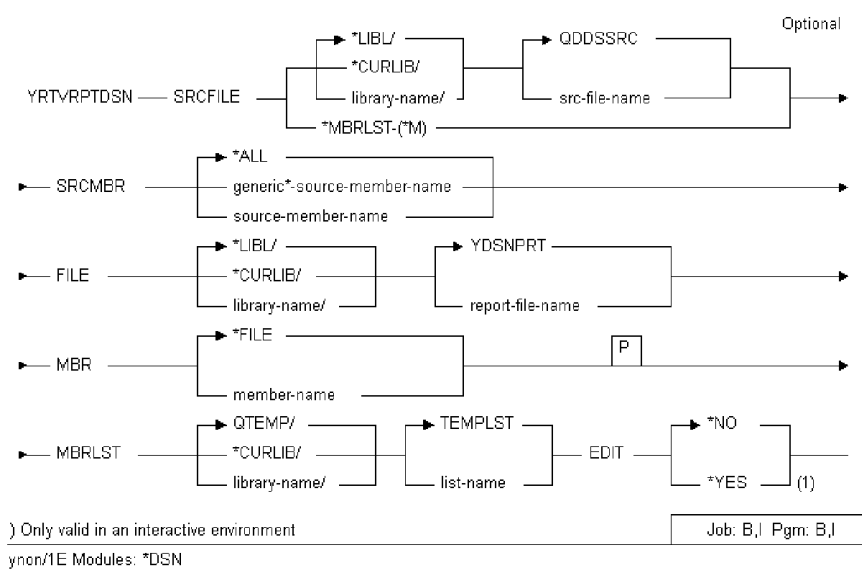 Optional
*LIBL/ QDDSSRC
*CURLIB/
YRTVRPTDSN SRCFILE
library-name/ src-file-name
*MBRLST-(*M)
*ALL
SRCMBR generic*-source-member-name
source-member-name
*LIBL/ YDSNPRT
FILE *CURLIB/
library-name/ report-file-name
*FILE
P
MBR
member-name
QTEMP/ TEMPLST *NO
MBRLST *CURLIB/ EDIT
library-name/ list-name *YES (1)
) Only valid in an interactive environment Job: B,I Pgm: B,I
ynon/1E Modules: *DSN